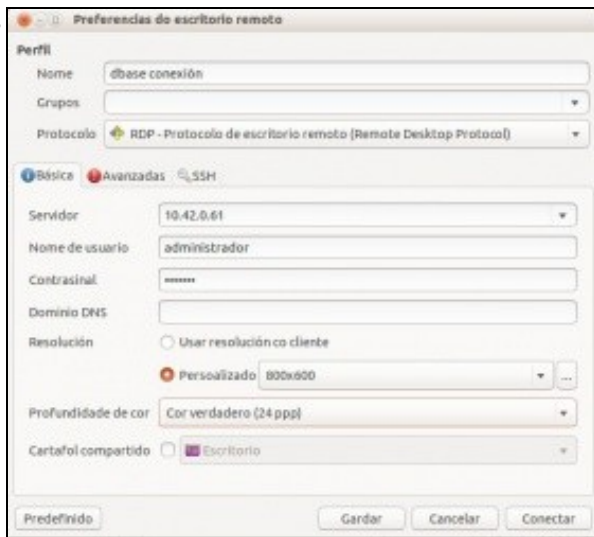 Preferencias do escritorio remoto
Perfil
Nome dbase conexión
Grupos
Protocolo RDP - Protocolo de escritorio remoto (Remote Desktop Protocol)
Básica Avanzadas SSH
Servidor 10.42.0.61
Nome de usuario administrador
Contrasinal •••••••
Dominio DNS
Resolución Usar resolución co cliente
Persoalizado 800x600 ...
Profundidade de cor Cor verdadero (24 ppp)
Cartafol compartido Escritorio
Predefinido Gardar Cancelar Conectar